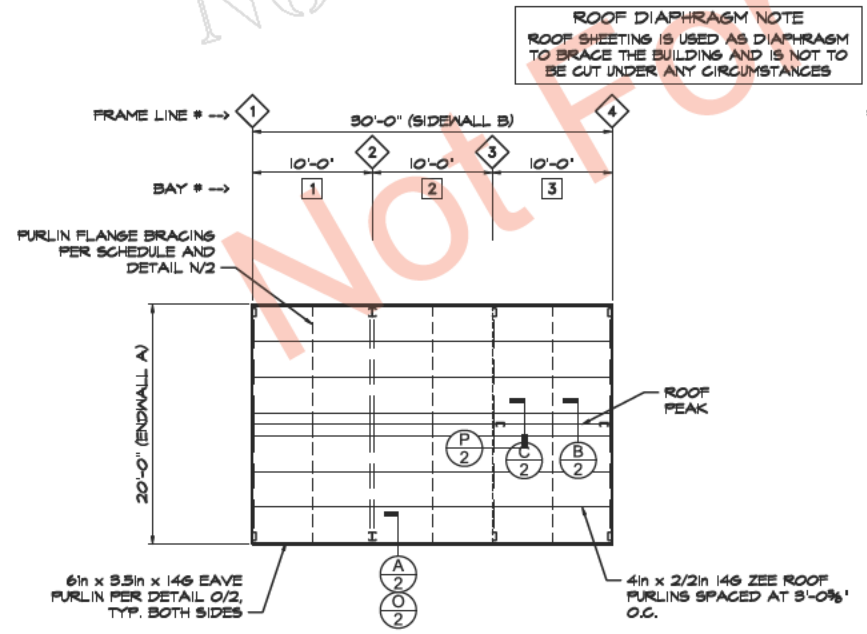 ROOF DIAPHRAGM NOTE
ROOF SHEETING IS USED AS DIAPHRAGM
TO BRACE THE BUILDING AND IS NOT TO
BE CUT UNDER ANY CIRCUMSTANCES
Not For
FRAME LINE # -->
1
30'-0" (SIDEWALL B)
4
2
3
10'-0"
10'-0"
10'-0"
BAY # -->
1
2
3
PURLIN FLANGE BRACING
PER SCHEDULE AND
DETAIL N/2
20'-0" (ENDWALL A)
ROOF
PEAK
P
2
C
2
B
2
A
2
O
2
6in x 3.5in x 14G EAVE
PURLIN PER DETAIL O/2,
TYP. BOTH SIDES
4in x 2/2in 14G ZEE ROOF
PURLINS SPACED AT
O.C.